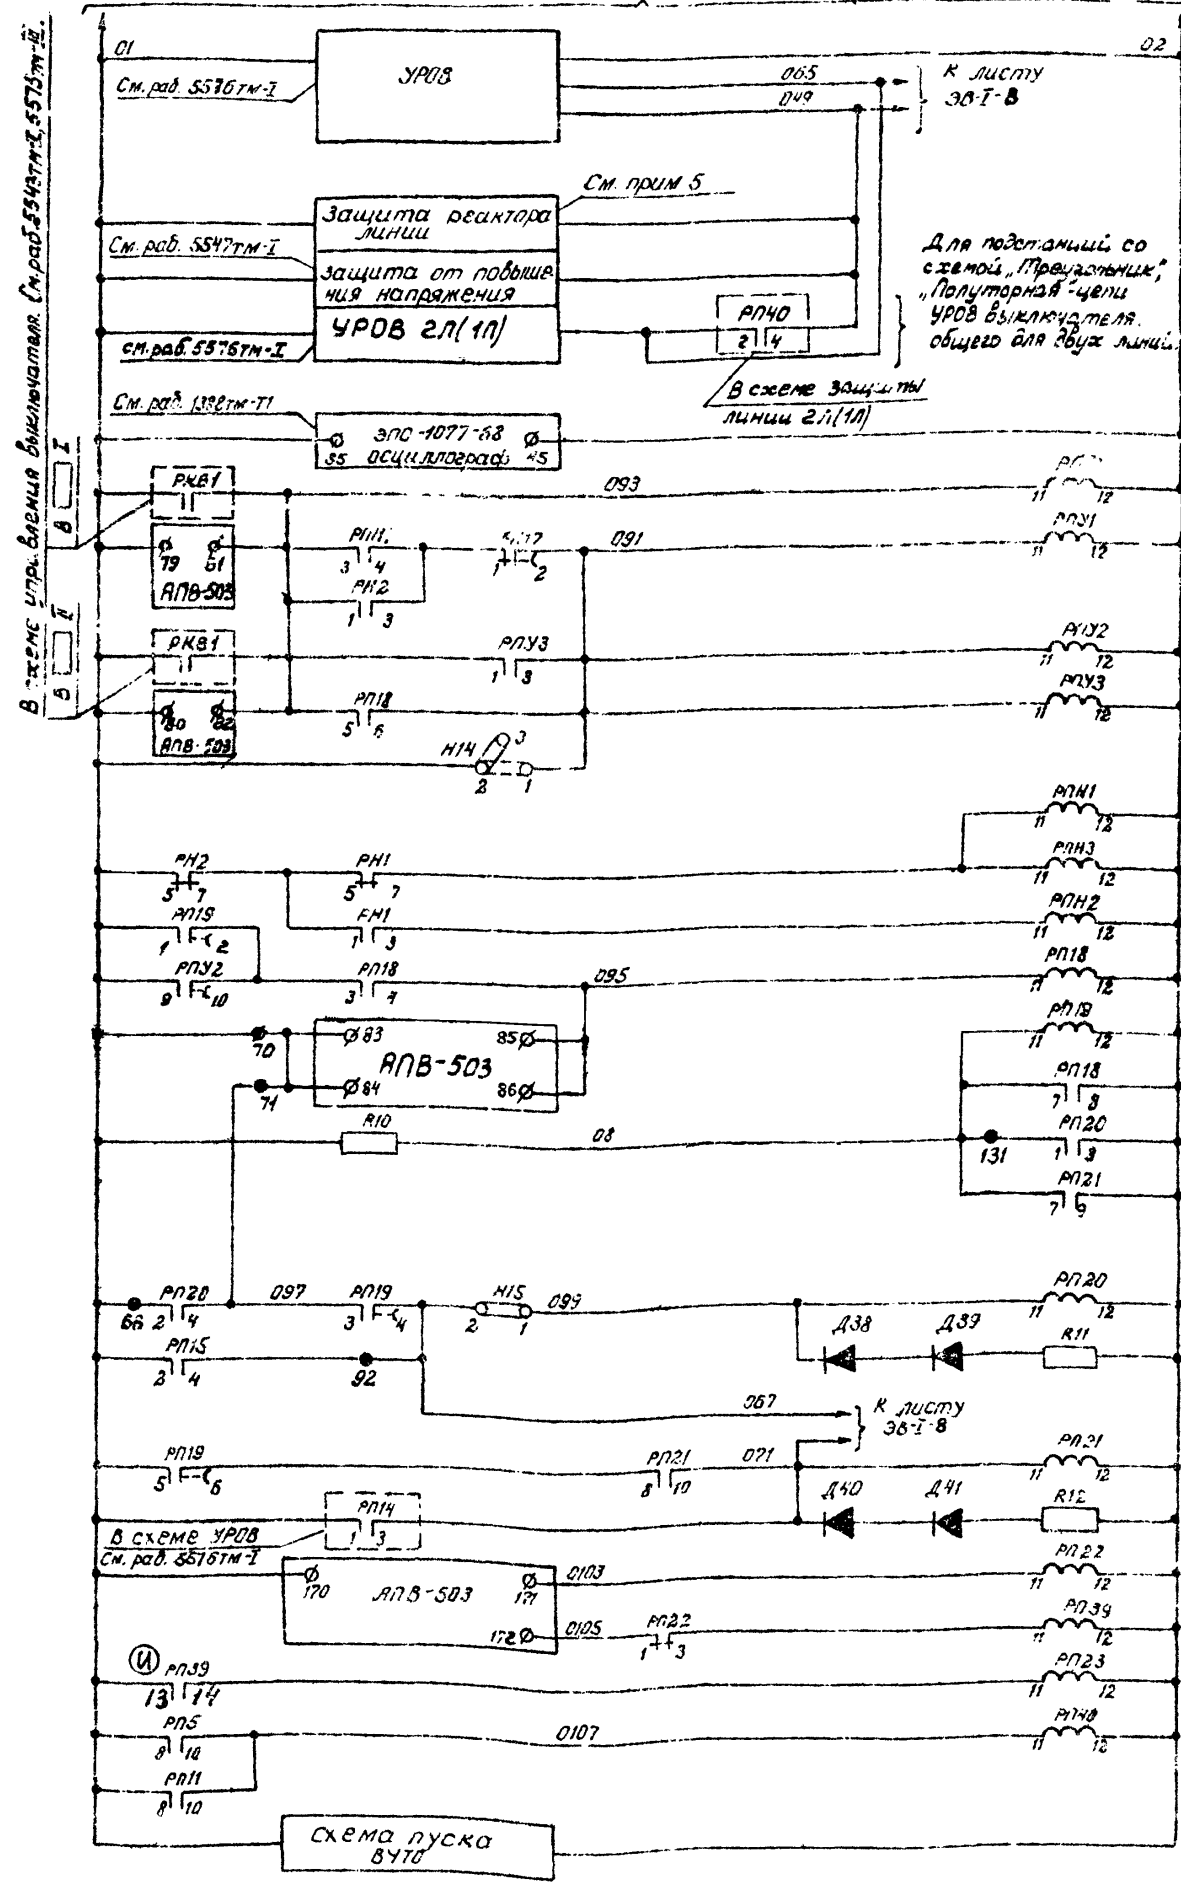 В схеме управления выключателя. См. раб. 5543тм-I, 5575тм-III.
В I
В II
01
02
УРОВ
См. раб. 5576тм-I
065
049
К листу
ЭВ-I-8
См. прим 5
Защита реактора
линии
См. раб. 5547тм-I
защита от повыше-
ния напряжения
УРОВ 2Л(1Л)
см. раб. 5576тм-I
РП40
2 4
Для подстанций со
схемой „Треугольник",
„Полуторная"-цепи
УРОВ выключателя,
общего для двух линий.
В схеме защиты
линии 2Л(1Л)
См. раб. 1382тм-Т1
ЭПО-1077-68
осциллограф
РКВ1
093
11 12
79 61
АПВ-503
3 4
1 2
091
РПУ1
11 12
РН2
1 3
РКВ1
РПУ3
1 3
РПУ2
11 12
80 82
АПВ-503
РП18
5 6
РПУ3
11 12
Н14
3
2 1
РПН1
11 12
РН2
5 7
РН1
5 7
РПН3
11 12
РП19
1 2
РН1
1 3
РПН2
11 12
РПУ2
9 10
РП18
3 4
095
РП18
11 12
70
83
85
АПВ-503
71
84
86
РП19
11 12
РП18
7 8
R10
08
131
РП20
1 3
РП21
7 9
66
РП20
2 4
097
РП19
3 4
Н15
2 1
099
РП20
11 12
РП15
2 4
92
Д38
Д39
R11
067
К листу
ЭВ-I-8
РП19
5 6
РП21
8 10
071
РП21
11 12
РП14
1 3
Д40
Д41
R12
В схеме УРОВ
См. раб. 5576тм-I
170
АПВ-503
171
0103
РП22
11 12
172
0105
РП22
1 3
РП39
11 12
И
РП39
13 14
РП23
11 12
РП5
8 10
0107
РП40
11 12
РП11
8 10
схема пуска
ВЧТО